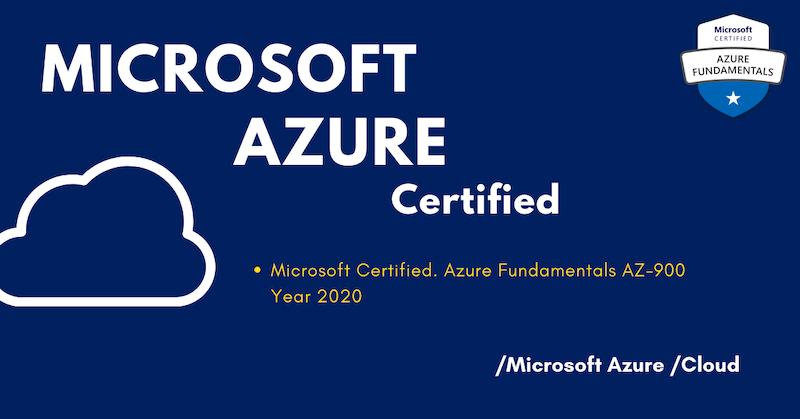 MICROSOFT
AZURE
Certified
Microsoft
CERTIFIED
AZURE
FUNDAMENTALS
• Microsoft Certified. Azure Fundamentals AZ-900
Year 2020
/Microsoft Azure /Cloud